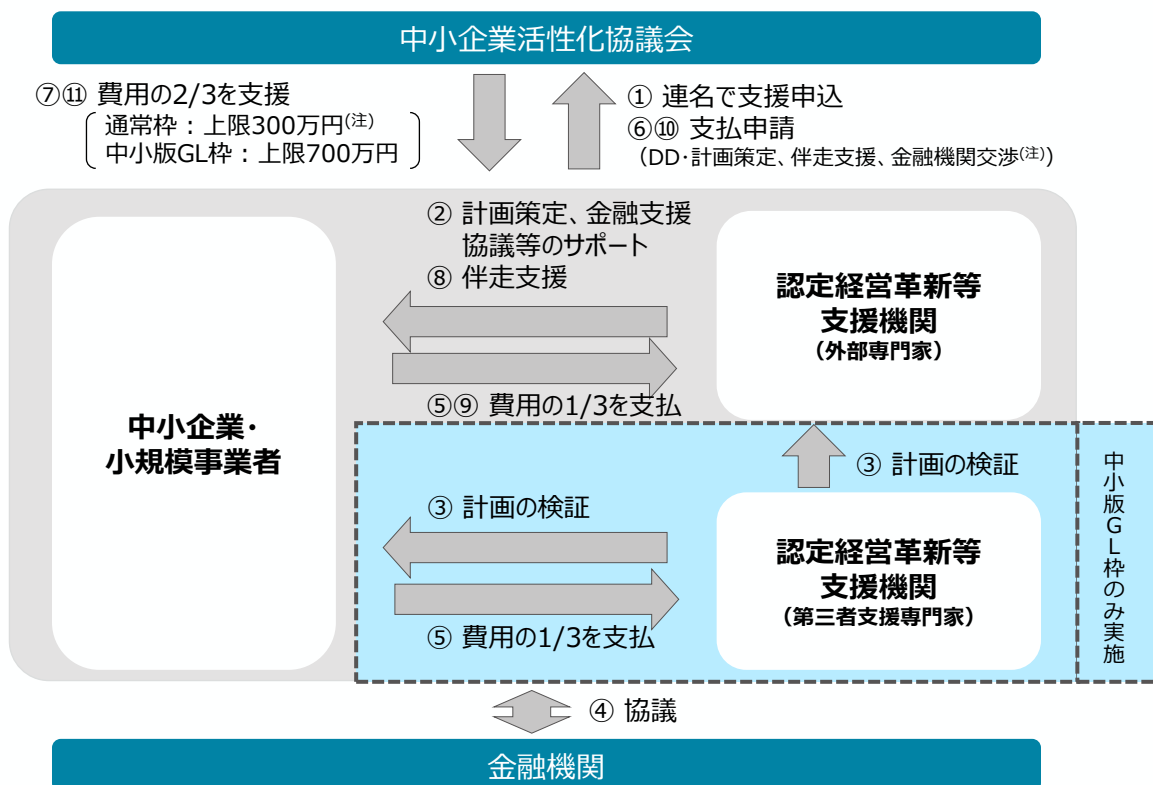 中小企業活性化協議会
⑦⑪ 費用の2/3を支援
通常枠：上限300万円(注)
中小版GL枠：上限700万円
① 連名で支援申込
⑥⑩ 支払申請
（DD・計画策定、伴走支援、金融機関交渉(注)）
② 計画策定、金融支援
協議等のサポート
⑧ 伴走支援
認定経営革新等
支援機関
（外部専門家）
⑤⑨ 費用の1/3を支払
中小企業・
小規模事業者
③ 計画の検証
③ 計画の検証
認定経営革新等
支援機関
（第三者支援専門家）
⑤ 費用の1/3を支払
中小版GL枠のみ実施
④ 協議
金融機関